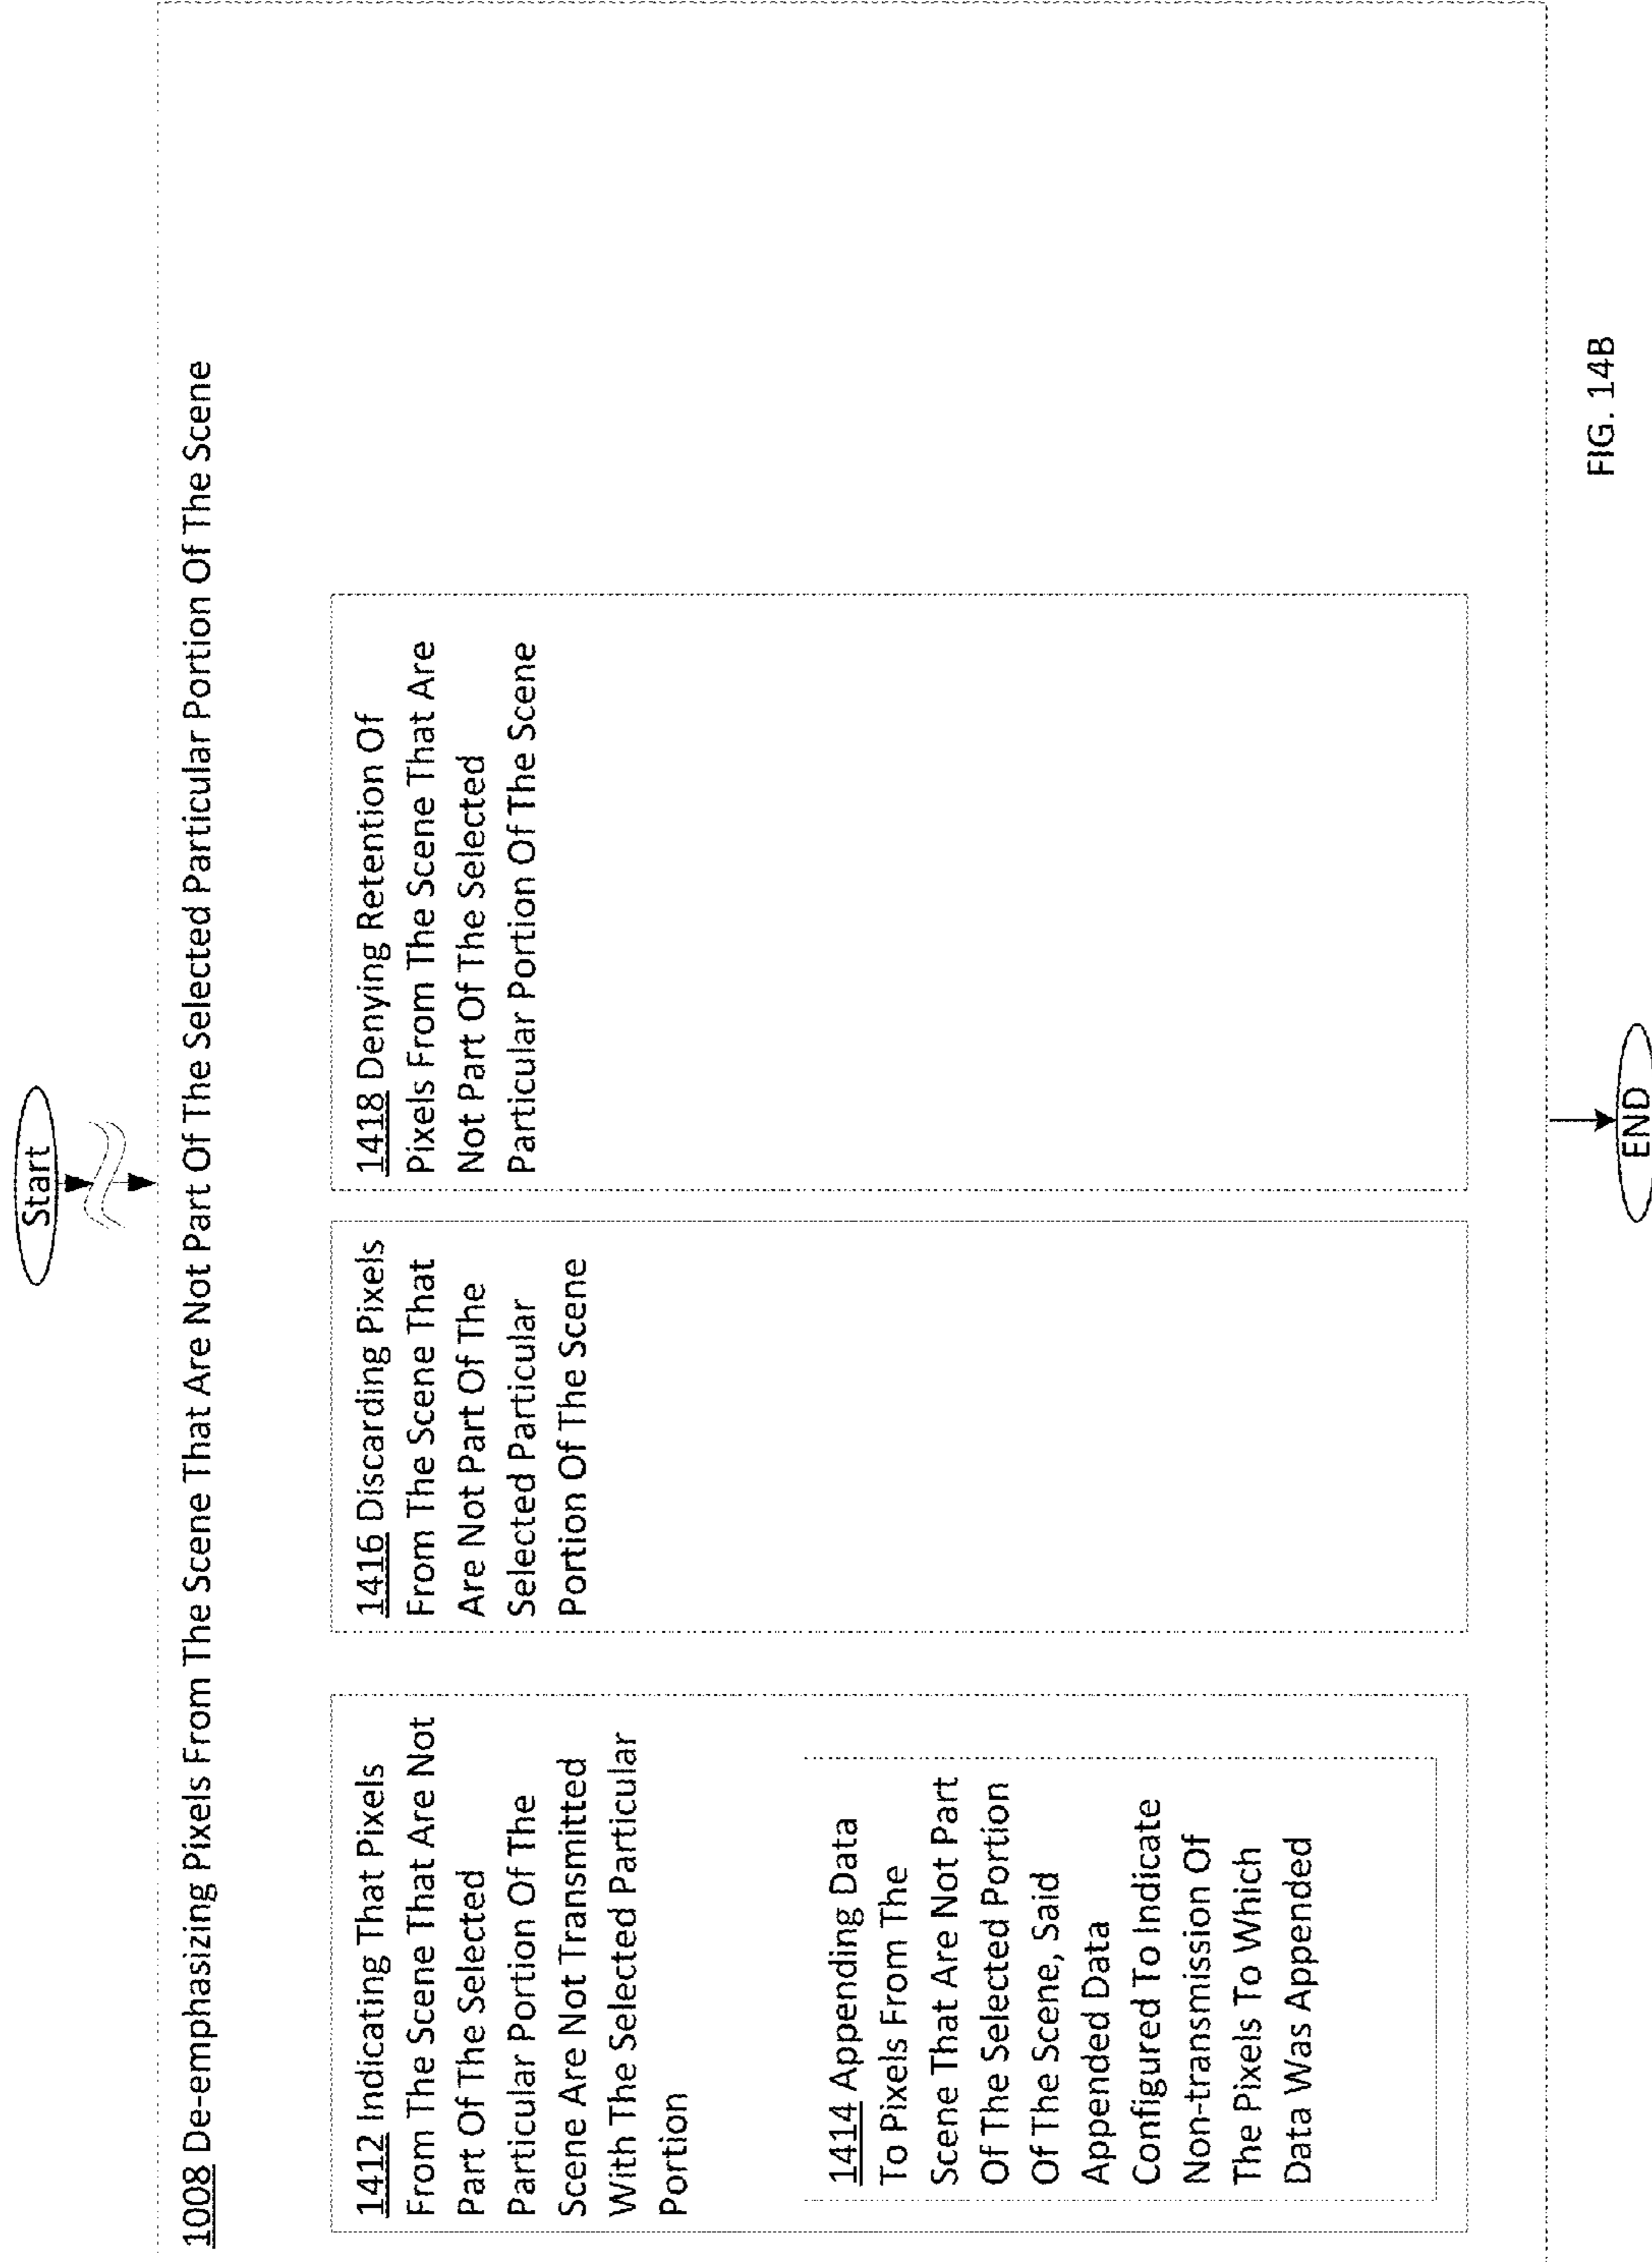 Start
1008 De-emphasizing Pixels From The Scene That Are Not Part Of The Selected Particular Portion Of The Scene
1412 Indicating That Pixels
From The Scene That Are Not
Part Of The Selected
Particular Portion Of The
Scene Are Not Transmitted
With The Selected Particular
Portion
1414 Appending Data
To Pixels From The
Scene That Are Not Part
Of The Selected Portion
Of The Scene, Said
Appended Data
Configured To Indicate
Non-transmission Of
The Pixels To Which
Data Was Appended
1416 Discarding Pixels
From The Scene That
Are Not Part Of The
Selected Particular
Portion Of The Scene
1418 Denying Retention Of
Pixels From The Scene That Are
Not Part Of The Selected
Particular Portion Of The Scene
END
FIG. 14B